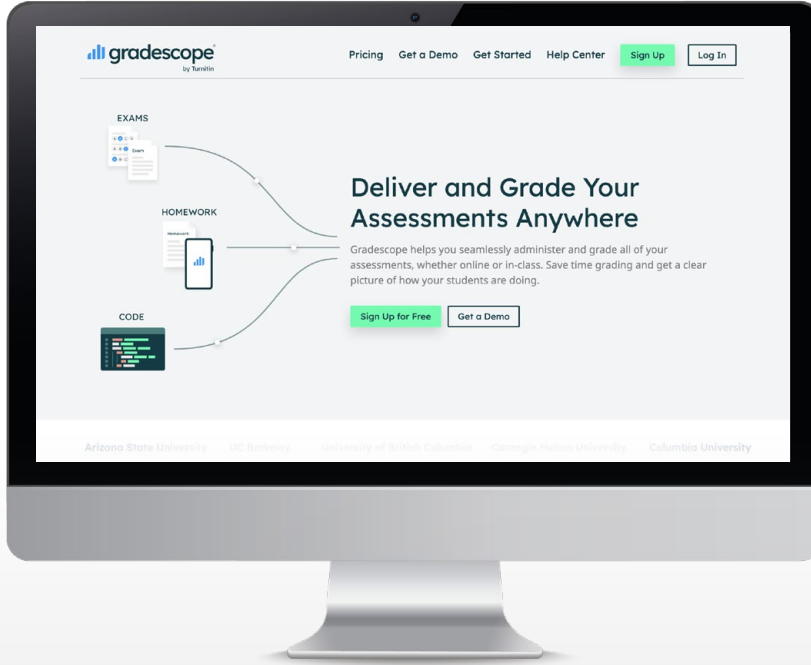 gradescope
by Turnitin
Pricing Get a Demo Get Started Help Center Sign Up Log In
EXAMS
Exam
HOMEWORK
Homework
CODE
Deliver and Grade Your
Assessments Anywhere
Gradescope helps you seamlessly administer and grade all of your
assessments, whether online or in-class. Save time grading and get a clear
picture of how your students are doing.
Sign Up for Free Get a Demo
Arizona State University UC Berkeley University of British Columbia Carnegie Mellon University Columbia University